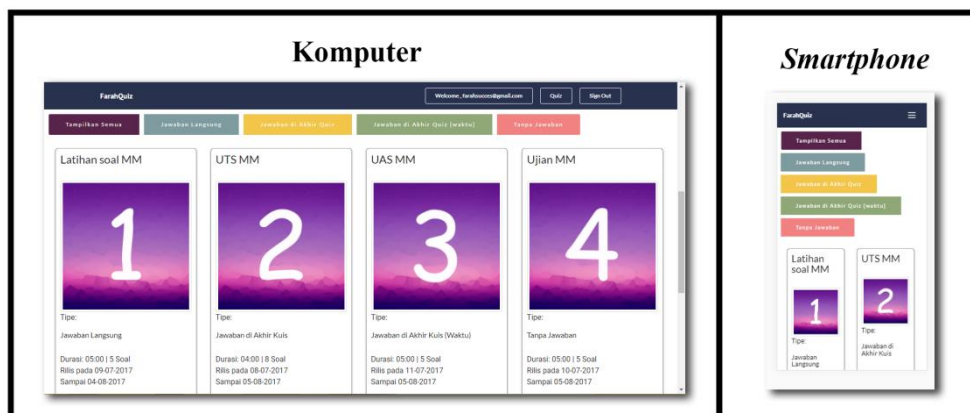 Komputer
FarahQuiz
Welcome , farahsucces@gmail.com
Quiz
Sign Out
Tampilkan Semua
Jawaban Langsung
Jawaban di Akhir Quiz
Jawaban di Akhir Quiz (waktu)
Tanpa Jawaban
Latihan soal MM
1
Tipe:
Jawaban Langsung
Durasi: 05:00 | 5 Soal
Rilis pada 09-07-2017
Sampai 04-08-2017
UTS MM
2
Tipe:
Jawaban di Akhir Kuis
Durasi: 04:00 | 8 Soal
Rilis pada 08-07-2017
Sampai 05-08-2017
UAS MM
3
Tipe:
Jawaban di Akhir Kuis (Waktu)
Durasi: 05:00 | 5 Soal
Rilis pada 11-07-2017
Sampai 05-08-2017
Ujian MM
4
Tipe:
Tanpa Jawaban
Durasi: 05:00 | 5 Soal
Rilis pada 10-07-2017
Sampai 05-08-2017
Smartphone
FarahQuiz
Tampilkan Semua
Jawaban Langsung
Jawaban di Akhir Quiz
Jawaban di Akhir Quiz (waktu)
Tanpa Jawaban
Latihan
soal MM
1
Tipe:
Jawaban
Langsung
UTS MM
2
Tipe:
Jawaban di
Akhir Kuis